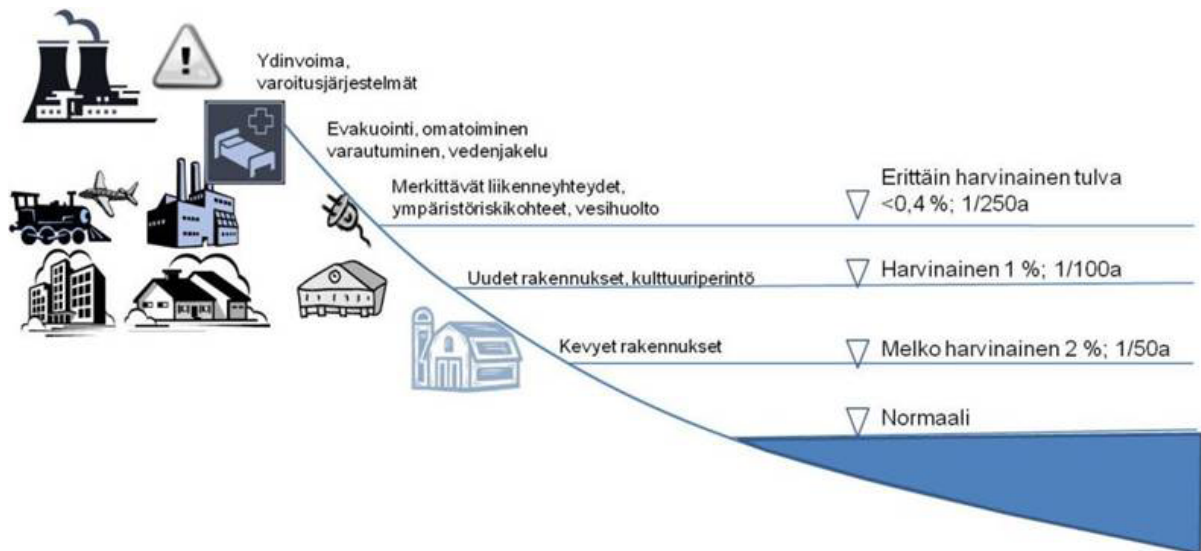 Ydinvoima,
varoitusjärjestelmät
Evakuointi, omatoiminen
varautuminen, vedenjakelu
Merkittävät liikenneyhteydet,
ympäristöriskikohteet, vesihuolto
Erittäin harvinainen tulva
<0,4 %; 1/250a
Uudet rakennukset, kulttuuriperintö
Harvinainen 1 %; 1/100a
Kevyet rakennukset
Melko harvinainen 2 %; 1/50a
Normaali